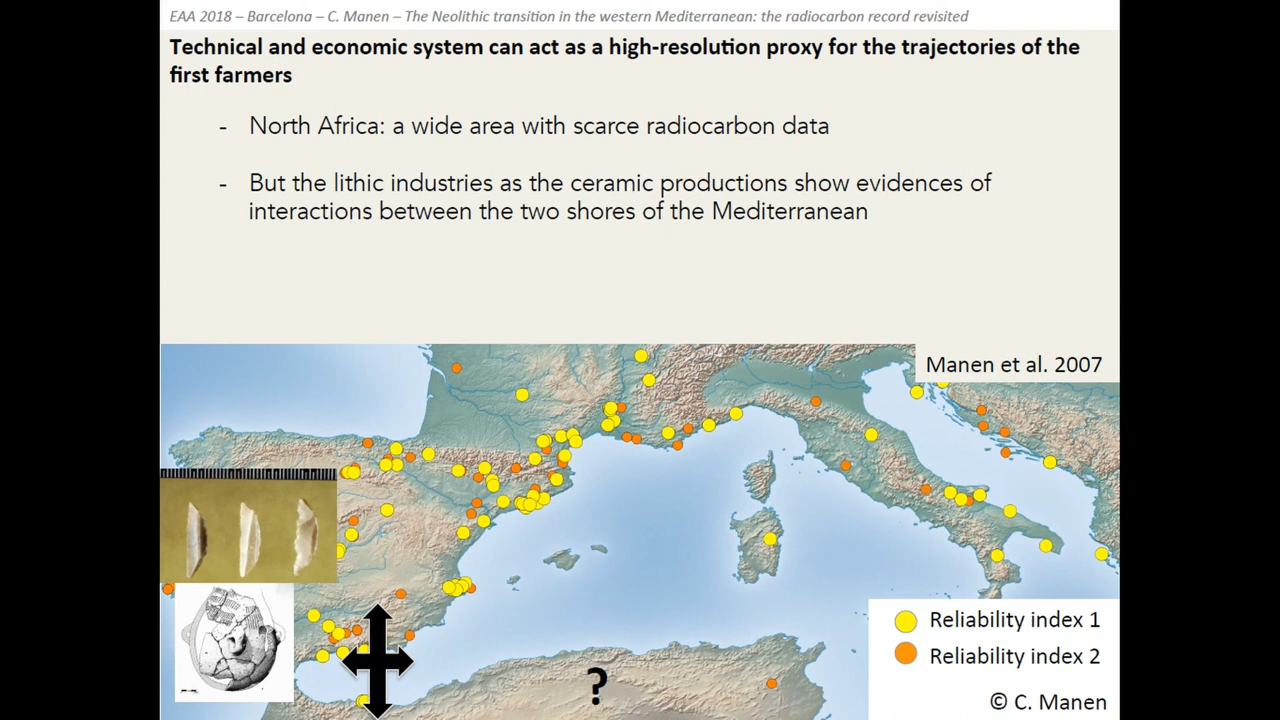 EAA 2018 – Barcelona – C. Manen – The Neolithic transition in the western Mediterranean: the radiocarbon record revisited
Technical and economic system can act as a high-resolution proxy for the trajectories of the
first farmers
- North Africa: a wide area with scarce radiocarbon data
- But the lithic industries as the ceramic productions show evidences of
interactions between the two shores of the Mediterranean
Manen et al. 2007
?
Reliability index 1
Reliability index 2
© C. Manen